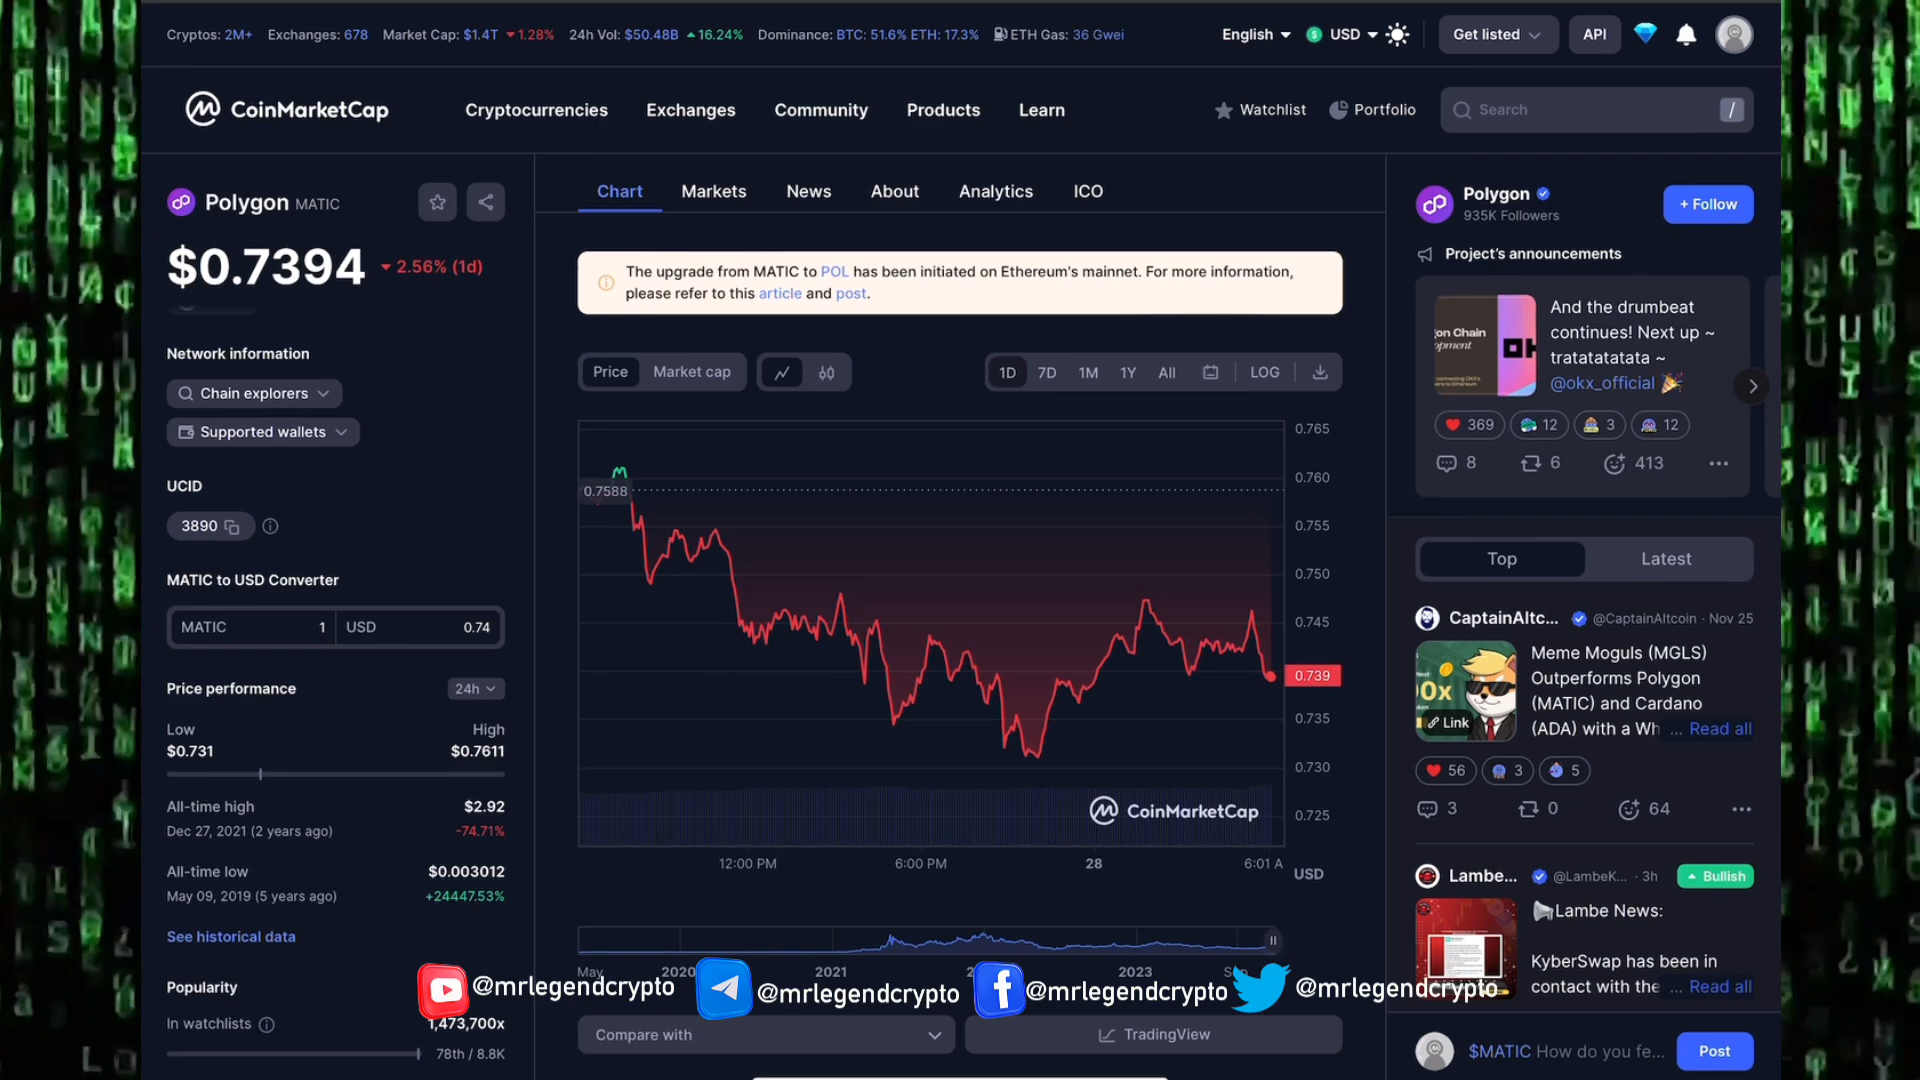 Cryptos: 2M+ Exchanges: 678 Market Cap: $1.4T 1.28% 24h Vol: $50.48B 16.24% Dominance: BTC: 51.6% ETH: 17.3% ETH Gas: 36 Gwei
English USD Get listed API
CoinMarketCap Cryptocurrencies Exchanges Community Products Learn Watchlist Portfolio Search /
Polygon MATIC
$0.7394 2.56% (1d)
Network information
Chain explorers
Supported wallets
UCID
3890
MATIC to USD Converter
MATIC 1 USD 0.74
Price performance 24h
Low High
$0.731 $0.7611
All-time high $2.92
Dec 27, 2021 (2 years ago) -74.71%
All-time low $0.003012
May 09, 2019 (5 years ago) +24447.53%
See historical data
Popularity
In watchlists 1,473,700x
78th / 8.8K
Chart Markets News About Analytics ICO
The upgrade from MATIC to POL has been initiated on Ethereum's mainnet. For more information,
please refer to this article and post.
Price Market cap 1D 7D 1M 1Y All LOG
0.765
0.760
0.7588
0.755
0.750
0.745
0.739
0.735
0.730
0.725
CoinMarketCap
12:00 PM 6:00 PM 28 6:01 A
USD
May 2020 2021 2023
@mrlegendcrypto @mrlegendcrypto @mrlegendcrypto @mrlegendcrypto
Compare with TradingView
Polygon
935K Followers
+ Follow
Project's announcements
And the drumbeat
continues! Next up ~
tratatatatata ~
@okx_official
369 12 3 12
8 6 413
Top Latest
CaptainAltc... @CaptainAltcoin · Nov 25
Meme Moguls (MGLS)
Outperforms Polygon
(MATIC) and Cardano
(ADA) with a Wh ... Read all
Link
56 3 5
3 0 64
Lambe... @LambeK... · 3h Bullish
Lambe News:
KyberSwap has been in
contact with the ... Read all
$MATIC How do you fe... Post